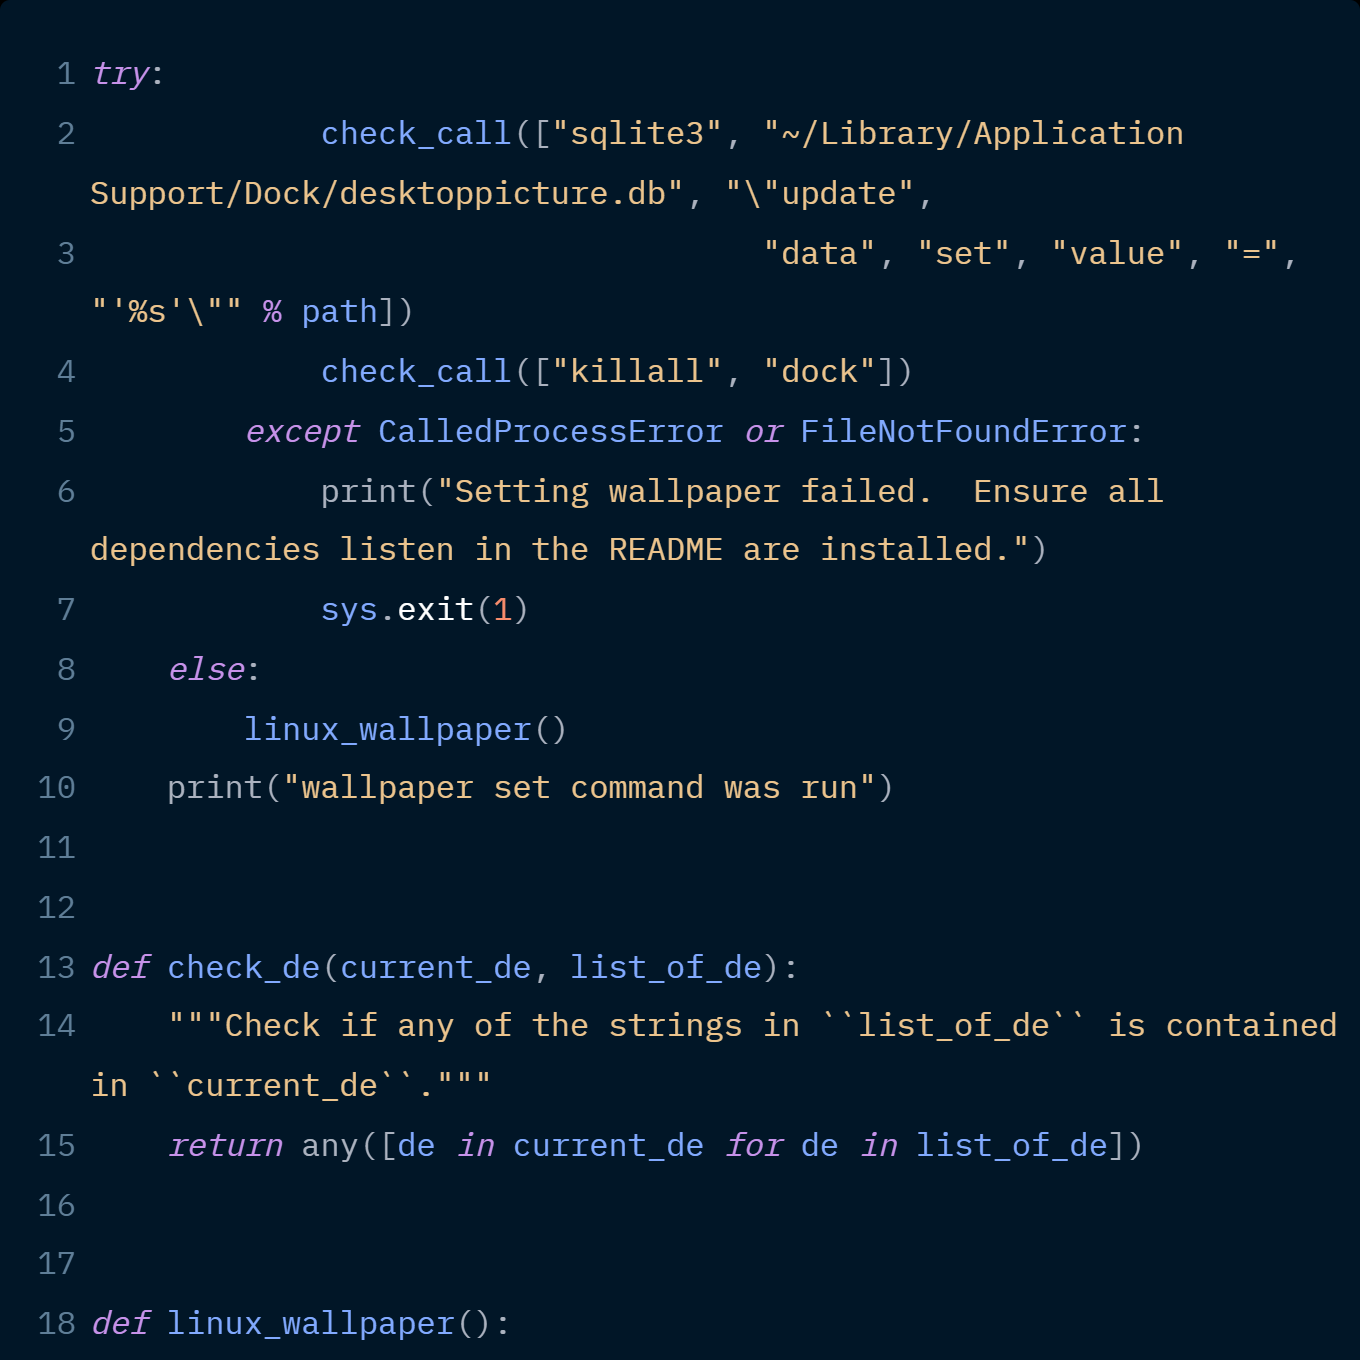 1 try:
2             check_call(["sqlite3", "~/Library/Application
Support/Dock/desktoppicture.db", "\"update",
3                                    "data", "set", "value", "=",
"'%s'\"" % path])
4             check_call(["killall", "dock"])
5         except CalledProcessError or FileNotFoundError:
6             print("Setting wallpaper failed.  Ensure all
dependencies listen in the README are installed.")
7             sys.exit(1)
8     else:
9         linux_wallpaper()
10     print("wallpaper set command was run")
11
12
13 def check_de(current_de, list_of_de):
14     """Check if any of the strings in ``list_of_de`` is contained
in ``current_de``."""
15     return any([de in current_de for de in list_of_de])
16
17
18 def linux_wallpaper():